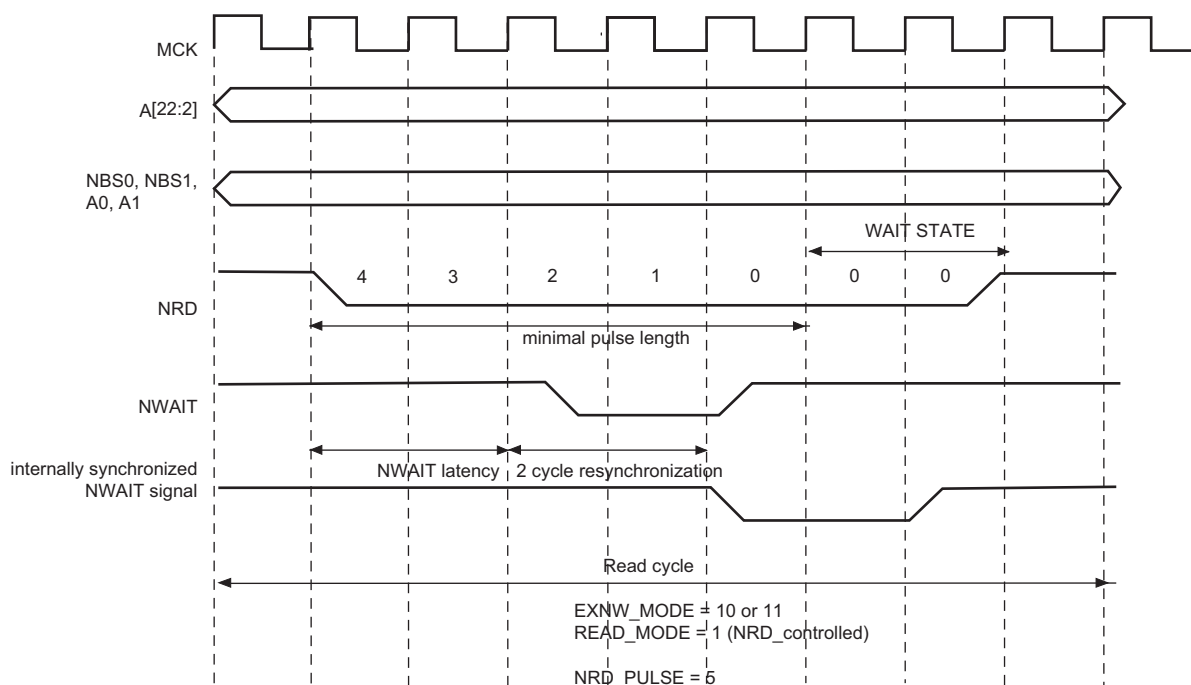 MCK
A[22:2]
NBS0, NBS1,
A0, A1
WAIT STATE
4 3 2 1 0 0 0
NRD
minimal pulse length
NWAIT
NWAIT latency 2 cycle resynchronization
internally synchronized
NWAIT signal
Read cycle
EXNW_MODE = 10 or 11
READ_MODE = 1 (NRD_controlled)
NRD_PULSE = 5